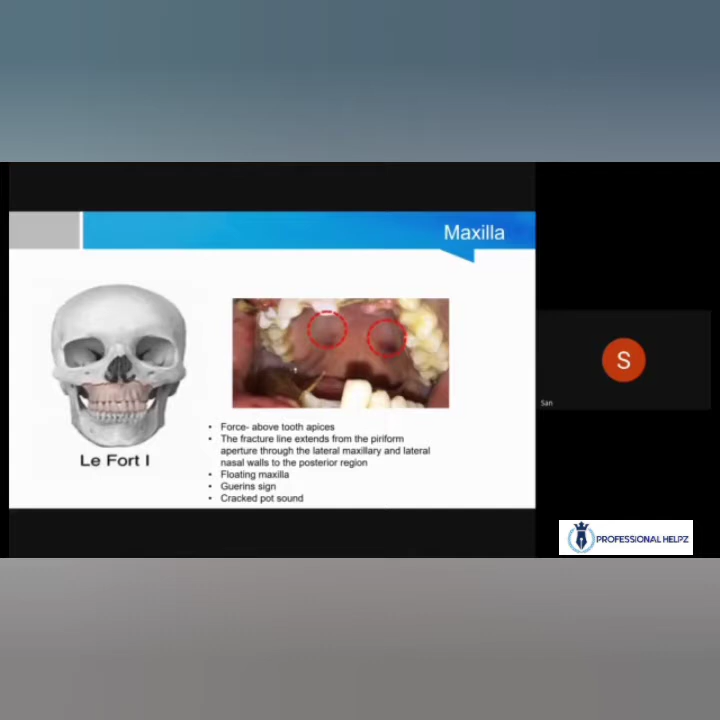 Maxilla
Le Fort I
• Force- above tooth apices
• The fracture line extends from the piriform
aperture through the lateral maxillary and lateral
nasal walls to the posterior region
• Floating maxilla
• Guerins sign
• Cracked pot sound
S
San
PROFESSIONAL HELPZ